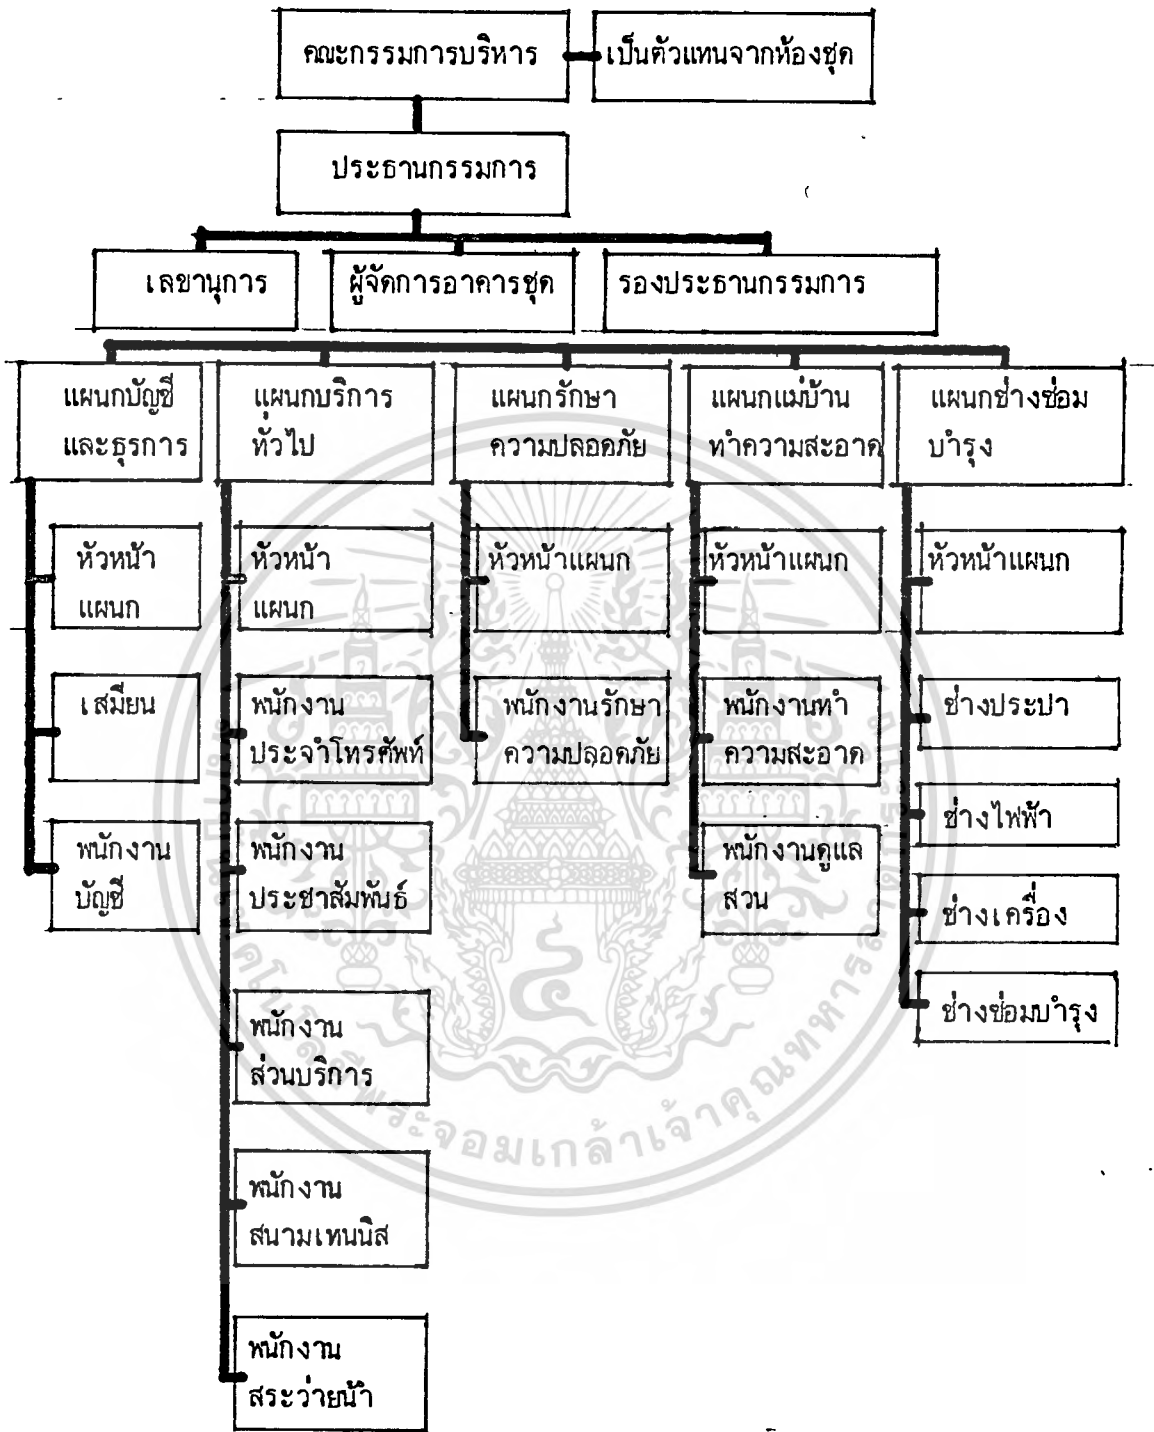 คณะกรรมการบริหาร
เป็นตัวแทนจากห้องชุด
ประธานกรรมการ
เลขานุการ
ผู้จัดการอาคารชุด
รองประธานกรรมการ
แผนกบัญชี
และธุรการ
แผนกบริการ
ทั่วไป
แผนกรักษา
ความปลอดภัย
แผนกแม่บ้าน
ทำความสะอาด
แผนกช่างซ่อม
บำรุง
หัวหน้า
แผนก
เสมียน
พนักงาน
บัญชี
หัวหน้า
แผนก
พนักงาน
ประจำโทรศัพท์
พนักงาน
ประชาสัมพันธ์
พนักงาน
ส่วนบริการ
พนักงาน
สนามเทนนิส
พนักงาน
สระว่ายน้ำ
หัวหน้าแผนก
พนักงานรักษา
ความปลอดภัย
หัวหน้าแผนก
พนักงานทำ
ความสะอาด
พนักงานดูแล
สวน
หัวหน้าแผนก
ช่างประปา
ช่างไฟฟ้า
ช่างเครื่อง
ช่างซ่อมบำรุง
พระจอมเกล้าเจ้าคุณทหาร